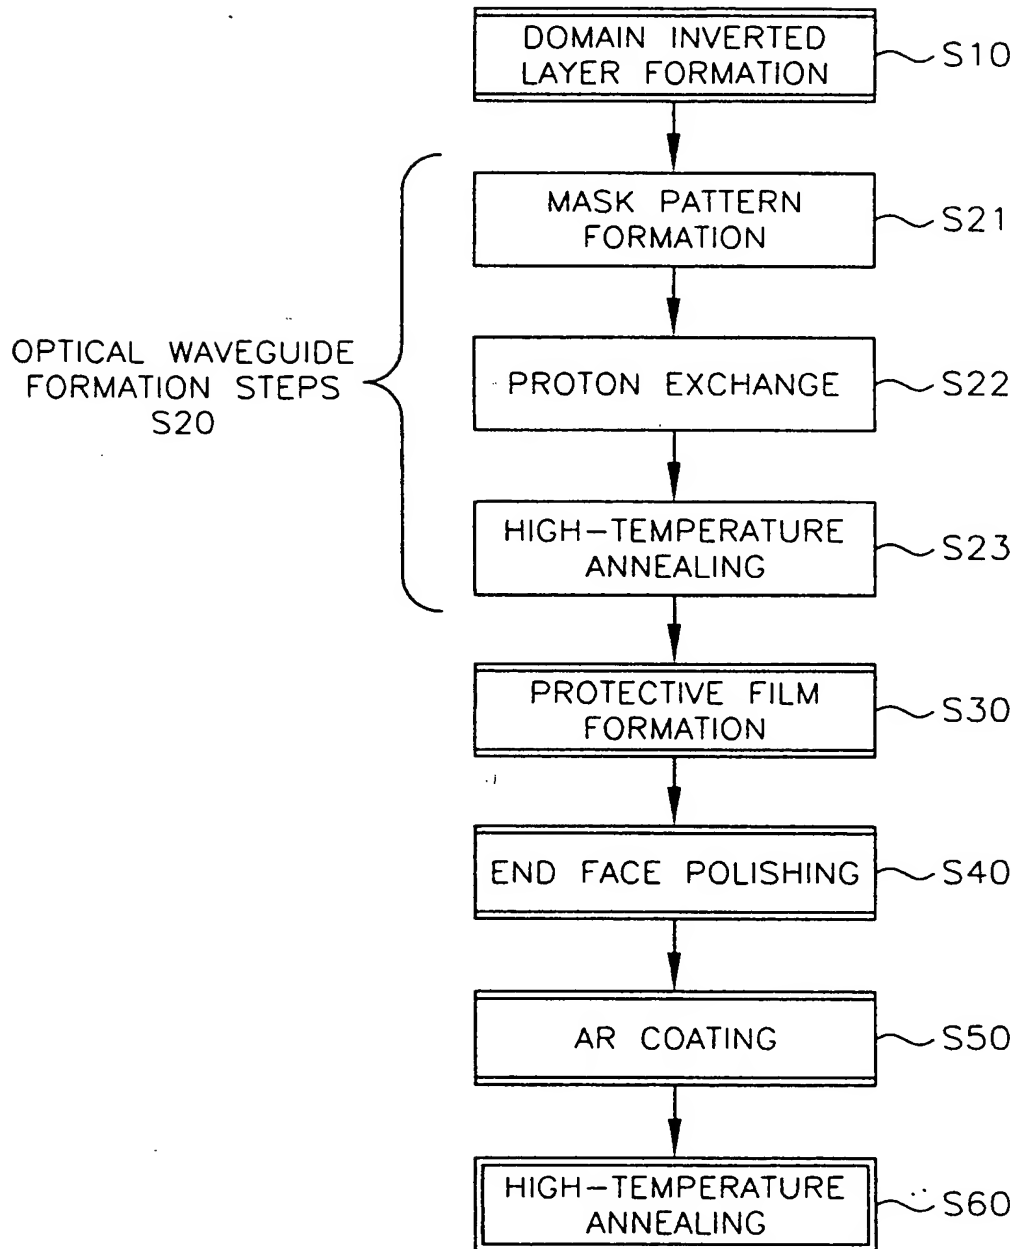 DOMAIN INVERTED
LAYER FORMATION
S10
MASK PATTERN
FORMATION
S21
OPTICAL WAVEGUIDE
FORMATION STEPS
S20
PROTON EXCHANGE
S22
HIGH-TEMPERATURE
ANNEALING
S23
PROTECTIVE FILM
FORMATION
S30
END FACE POLISHING
S40
AR COATING
S50
HIGH-TEMPERATURE
ANNEALING
S60